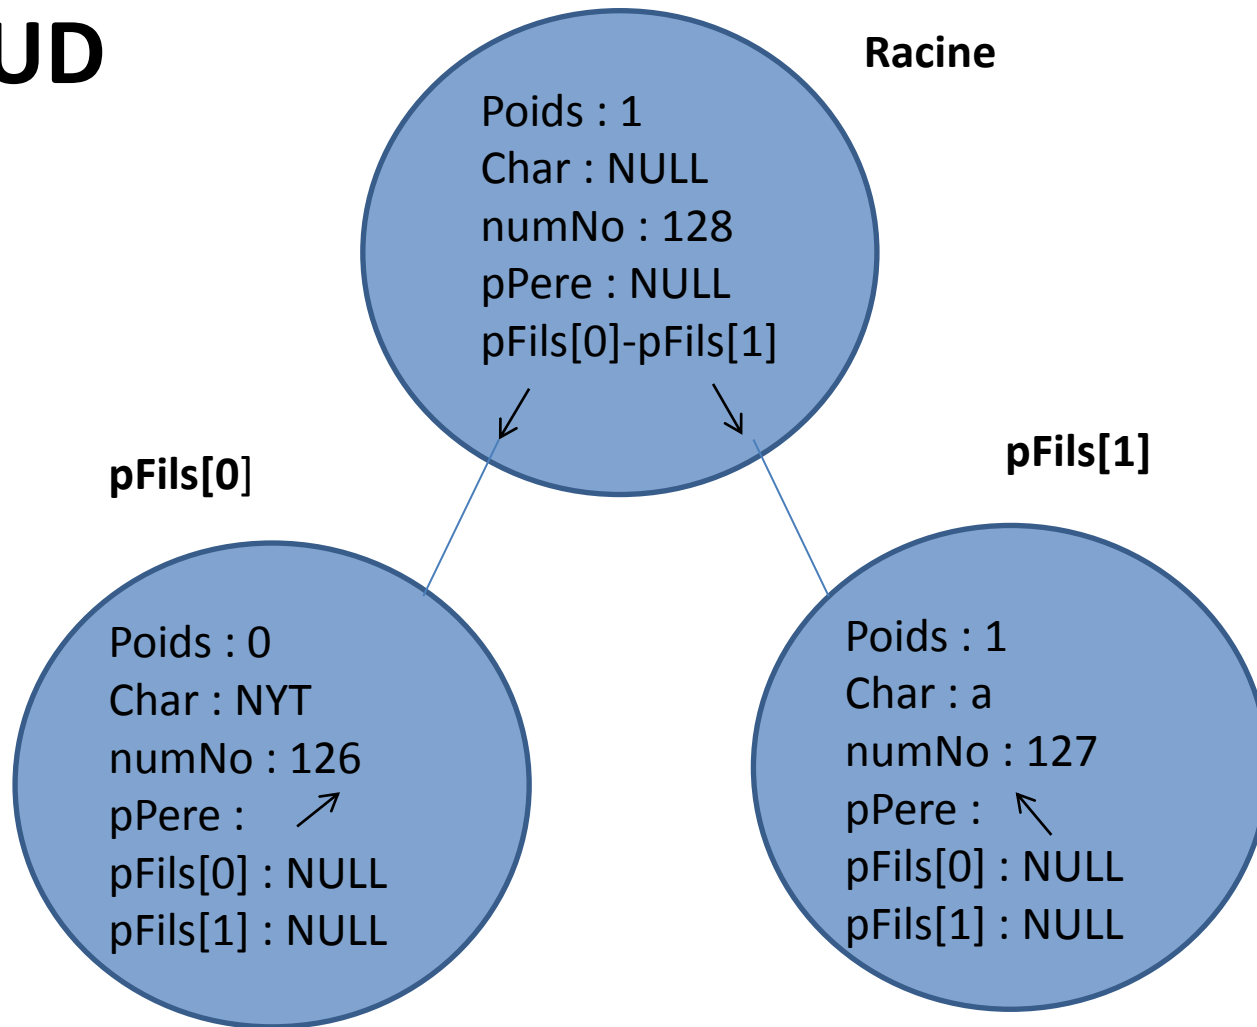 UD
Racine
Poids : 1
Char : NULL
numNo : 128
pPere : NULL
pFils[0]-pFils[1]
pFils[0]
pFils[1]
Poids : 0
Char : NYT
numNo : 126
pPere :
pFils[0] : NULL
pFils[1] : NULL
Poids : 1
Char : a
numNo : 127
pPere :
pFils[0] : NULL
pFils[1] : NULL